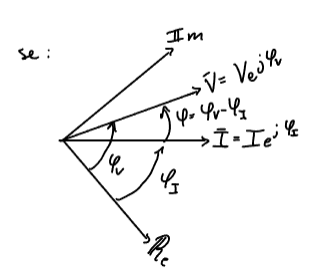 se :
Im
V̄ = Ve^{jφ_V}
φ = φ_V - φ_I
Ī = Ie^{jφ_I}
φ_V
φ_I
Re